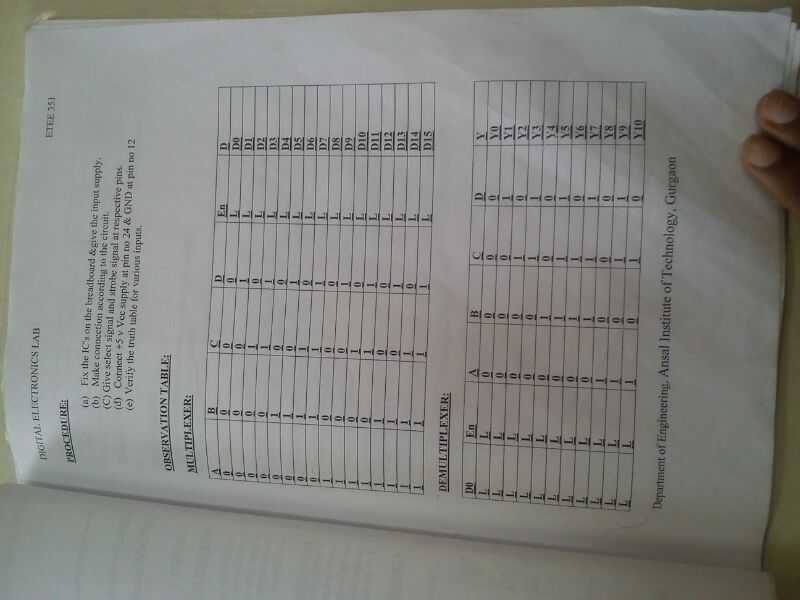 DIGITAL ELECTRONICS LAB
ETEE 351
PROCEDURE:
(a) Fix the IC's on the breadboard &give the input supply.
(b) Make connection according to the circuit.
(C) Give select signal and strobe signal at respective pins.
(d) Connect +5 v Vcc supply at pin no 24 & GND at pin no 12
(e) Verify the truth table for various inputs.
OBSERVATION TABLE:
MULTIPLEXER:
A B C D En D
0 0 0 0 L D0
0 0 0 1 L D1
0 0 1 0 L D2
0 0 1 1 L D3
0 1 0 0 L D4
0 1 0 1 L D5
0 1 1 0 L D6
0 1 1 1 L D7
1 0 0 0 L D8
1 0 0 1 L D9
1 0 1 0 L D10
1 0 1 1 L D11
1 1 0 0 L D12
1 1 0 1 L D13
1 1 1 0 L D14
1 1 1 1 L D15
DEMULTIPLEXER:
D0 En A B C D Y
L L 0 0 0 0 Y0
L L 0 0 0 1 Y1
L L 0 0 1 0 Y2
L L 0 0 1 1 Y3
L L 0 1 0 0 Y4
L L 0 1 1 1 Y5
L L 0 1 1 0 Y6
L L 0 1 1 1 Y7
L L 1 0 0 0 Y8
L L 1 0 1 1 Y9
L L 1 0 1 0 Y10
Department of Engineering, Ansal Institute of Technology, Gurgaon